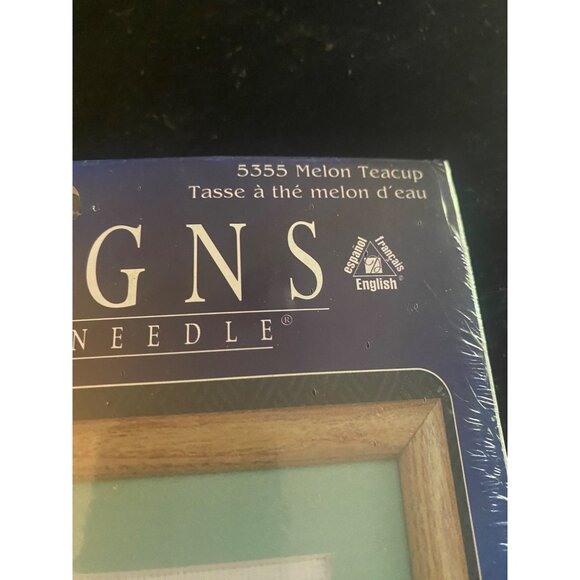 5355 Melon Teacup
Tasse à thé melon d'eau
GNS
NEEDLE®
español
français
English